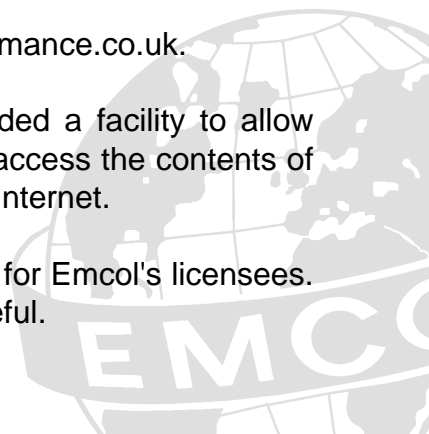 mance.co.uk.
ded a facility to allow
access the contents of
nternet.
for Emcol's licensees.
eful.
EMCO